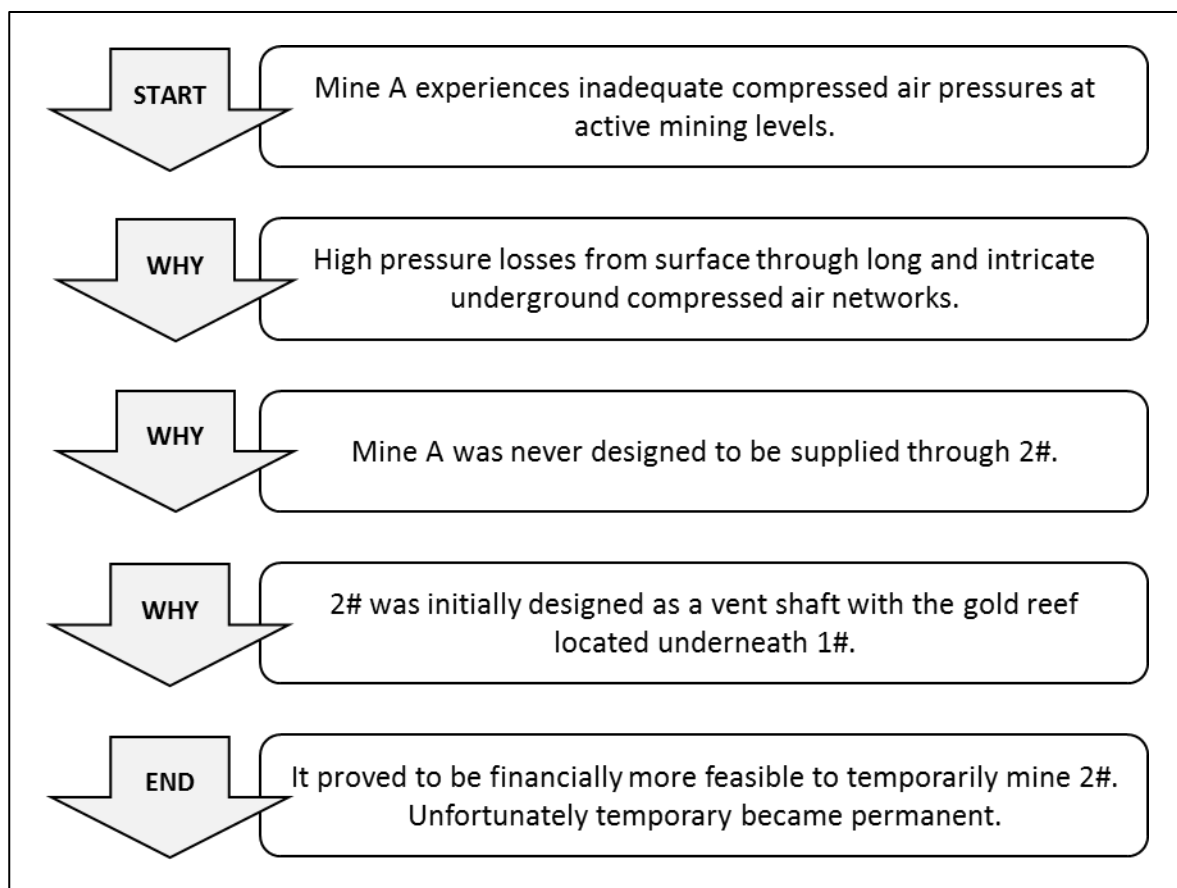 START
Mine A experiences inadequate compressed air pressures at
active mining levels.
WHY
High pressure losses from surface through long and intricate
underground compressed air networks.
WHY
Mine A was never designed to be supplied through 2#.
WHY
2# was initially designed as a vent shaft with the gold reef
located underneath 1#.
END
It proved to be financially more feasible to temporarily mine 2#.
Unfortunately temporary became permanent.